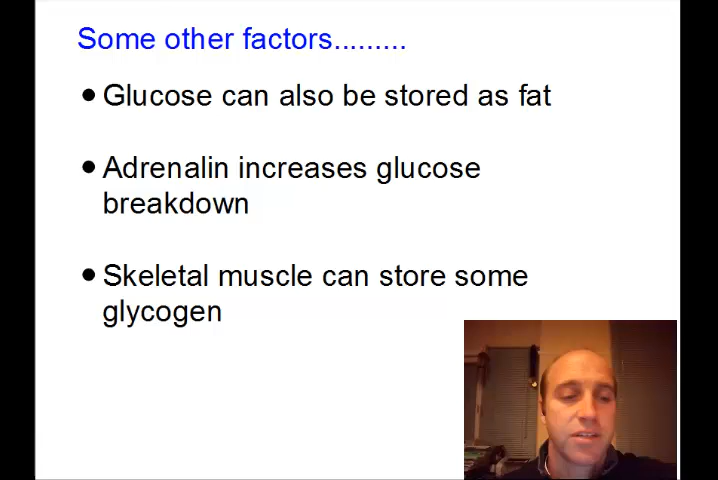 Some other factors.........
• Glucose can also be stored as fat
• Adrenalin increases glucose
breakdown
• Skeletal muscle can store some
glycogen